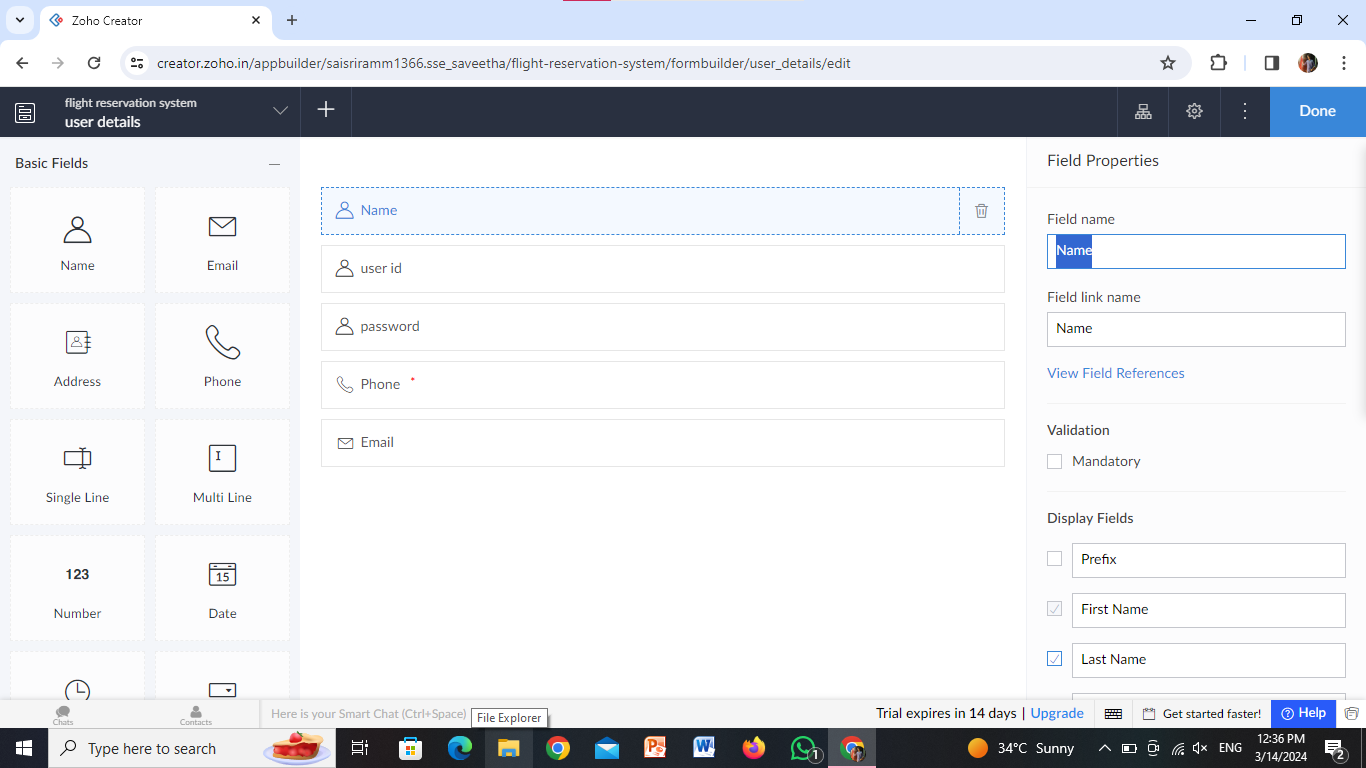 Zoho Creator
creator.zoho.in/appbuilder/saisriramm1366.sse_saveetha/flight-reservation-system/formbuilder/user_details/edit
flight reservation system
user details
Done
Basic Fields
Name
Email
Address
Phone
Single Line
Multi Line
123
Number
15
Date
Name
user id
password
Phone *
Email
Field Properties
Field name
Name
Field link name
Name
View Field References
Validation
Mandatory
Display Fields
Prefix
First Name
Last Name
Chats
Contacts
Here is your Smart Chat (Ctrl+Space)
File Explorer
Trial expires in 14 days | Upgrade
Get started faster!
Help
Type here to search
1
34°C Sunny
ENG
12:36 PM
3/14/2024
2